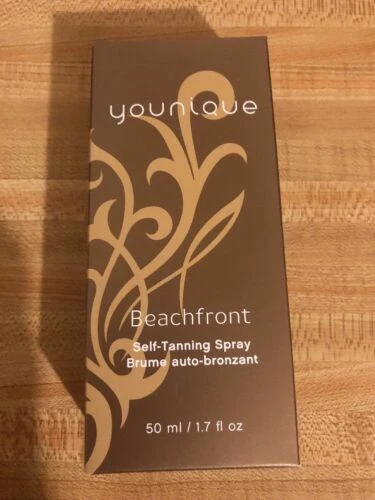 younique
Beachfront
Self-Tanning Spray
Brume auto-bronzant
50 ml / 1.7 fl oz